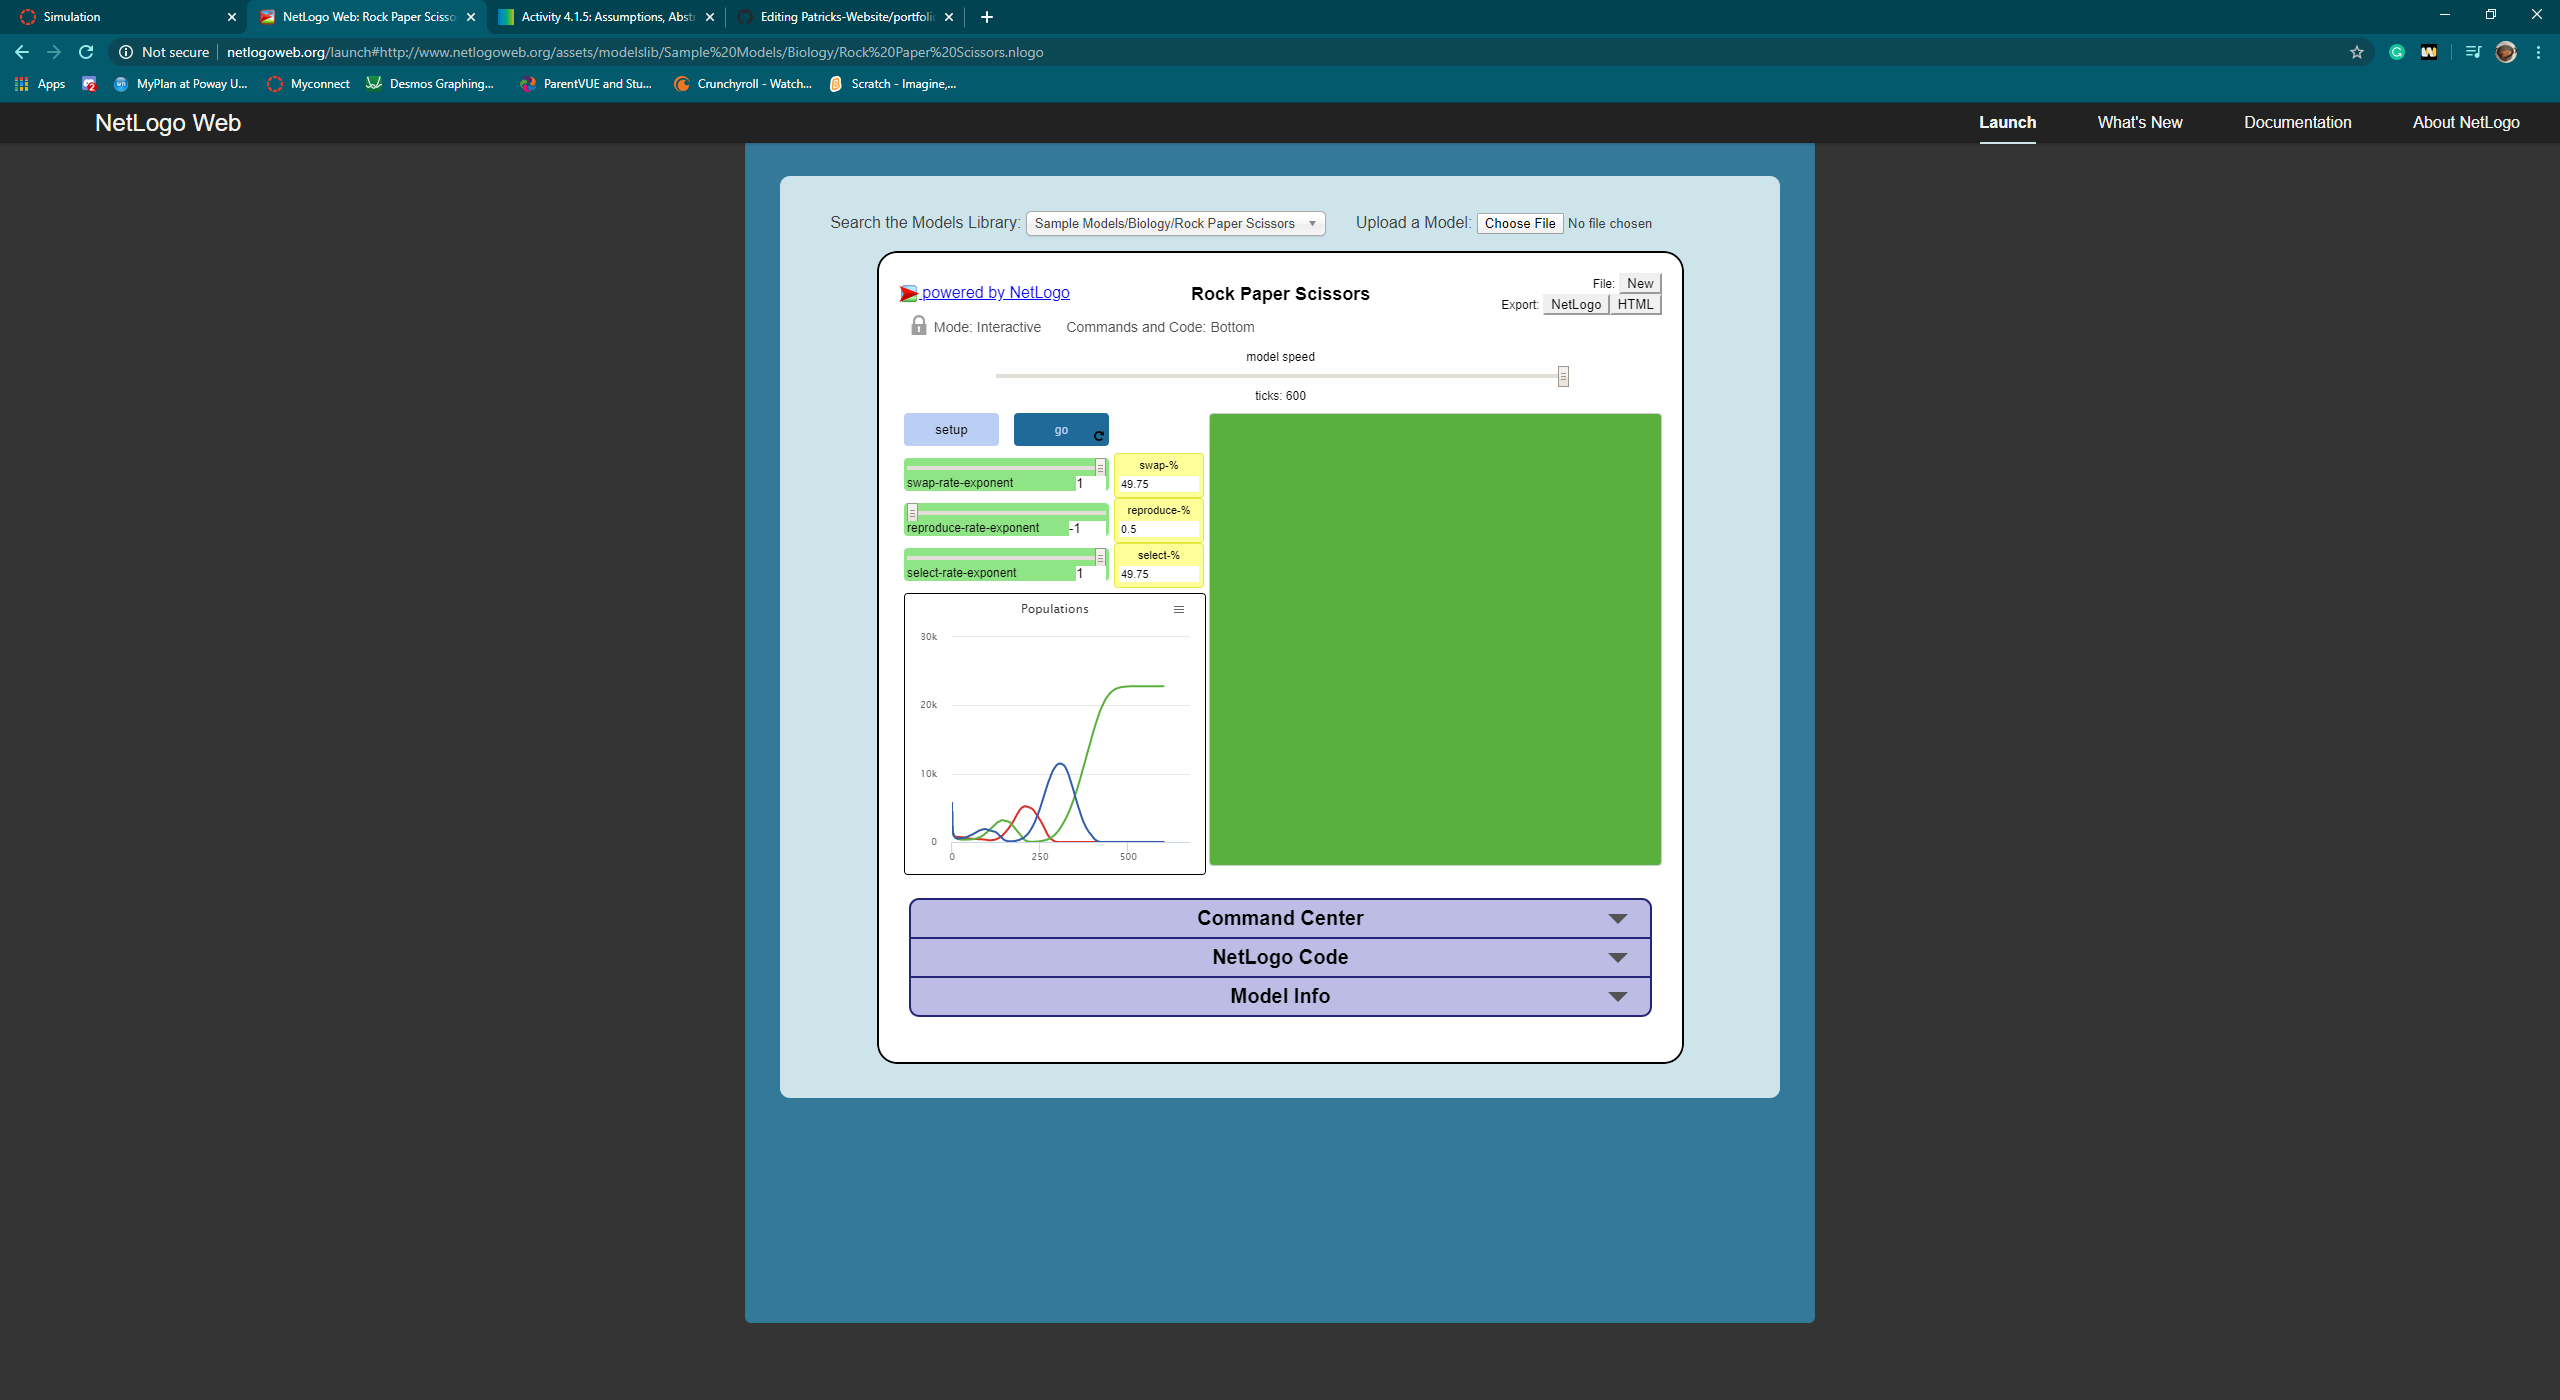 Simulation
NetLogo Web: Rock Paper Scisso
Activity 4.1.5: Assumptions, Abst
Editing Patricks-Website/portfoli
Not secure
netlogoweb.org/launch#http://www.netlogoweb.org/assets/modelslib/Sample%20Models/Biology/Rock%20Paper%20Scissors.nlogo
Apps
MyPlan at Poway U...
Myconnect
Desmos Graphing...
ParentVUE and Stu...
Crunchyroll - Watch...
Scratch - Imagine,...
NetLogo Web
Launch
What's New
Documentation
About NetLogo
Search the Models Library: Sample Models/Biology/Rock Paper Scissors
Upload a Model: Choose File No file chosen
powered by NetLogo
Rock Paper Scissors
File: New
Export: NetLogo HTML
Mode: Interactive
Commands and Code: Bottom
model speed
ticks: 600
setup
go
swap-rate-exponent 1
swap-%
49.75
reproduce-rate-exponent -1
reproduce-%
0.5
select-rate-exponent 1
select-%
49.75
Populations
30k
20k
10k
0
0 250 500
Command Center
NetLogo Code
Model Info